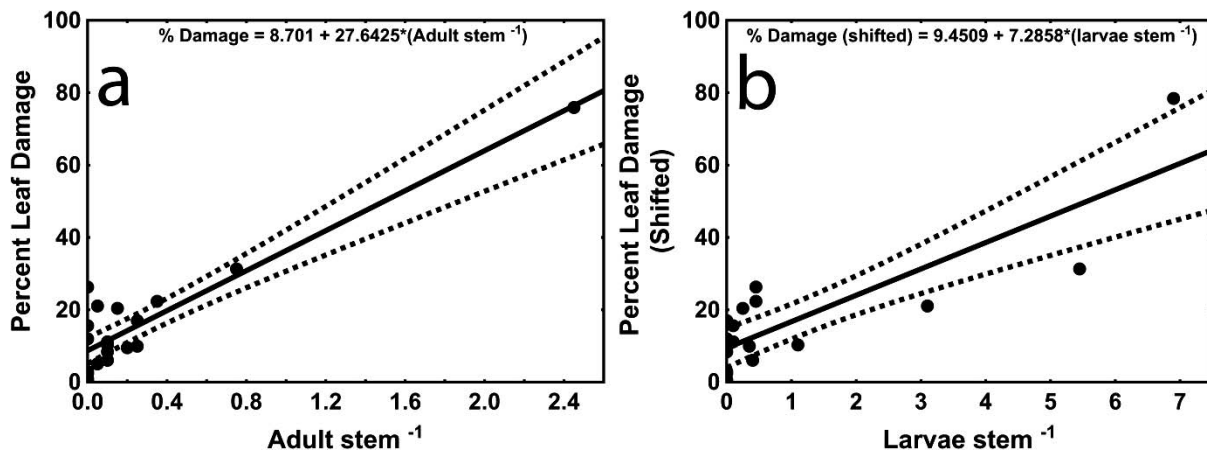 % Damage = 8.701 + 27.6425*(Adult stem -1)
a
Percent Leaf Damage
100
80
60
40
20
0
0.0 0.4 0.8 1.2 1.6 2.0 2.4
Adult stem -1
% Damage (shifted) = 9.4509 + 7.2858*(larvae stem -1)
b
Percent Leaf Damage
(Shifted)
100
80
60
40
20
0
0 1 2 3 4 5 6 7
Larvae stem -1